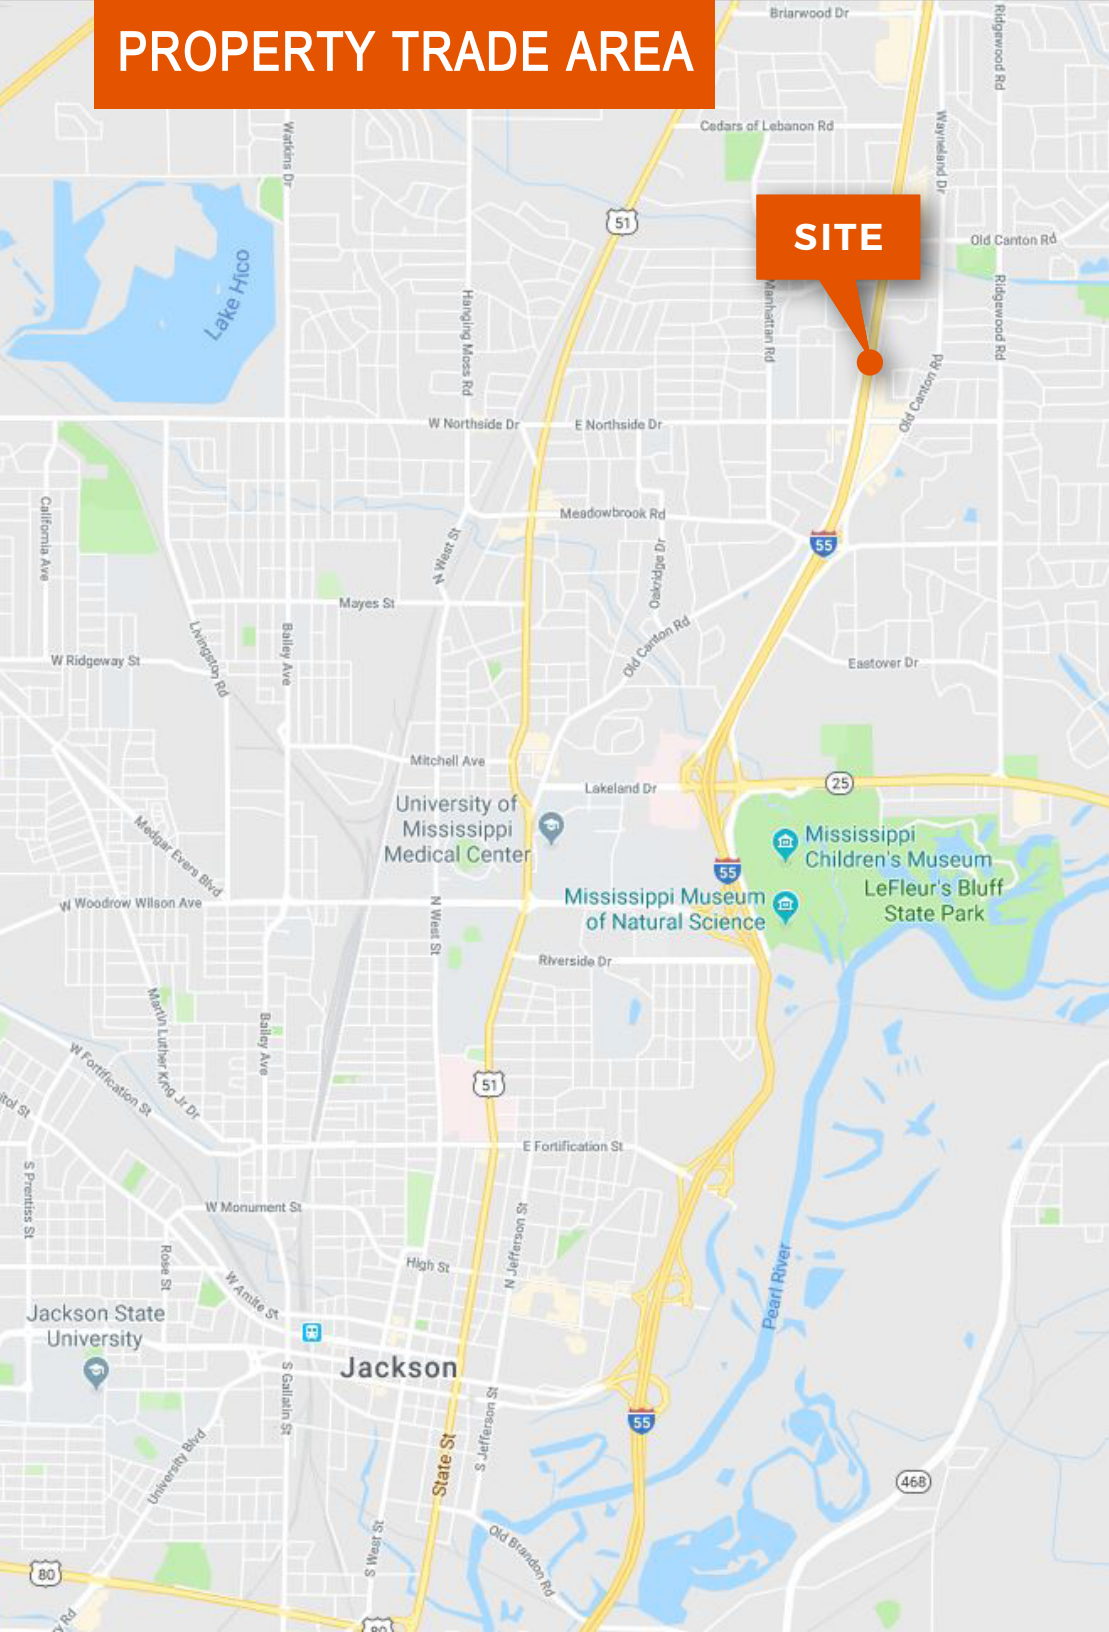 PROPERTY TRADE AREA
Briarwood Dr
Ridgewood Rd
Watkins Dr
Cedars of Lebanon Rd
Wayneland Dr
51
SITE
Old Canton Rd
Lake Hico
Hanging Moss Rd
Manhattan Rd
Ridgewood Rd
Old Canton Rd
W Northside Dr
E Northside Dr
California Ave
Meadowbrook Rd
N West St
55
Oakridge Dr
Mayes St
Livingston Rd
Bailey Ave
Old Canton Rd
W Ridgeway St
Eastover Dr
Mitchell Ave
Lakeland Dr
25
University of
Mississippi
Medical Center
Medgar Evers Blvd
Mississippi
Children's Museum
55
LeFleur's Bluff
State Park
Mississippi Museum
of Natural Science
W Woodrow Wilson Ave
N West St
Riverside Dr
Martin Luther King Jr Dr
Bailey Ave
W Fortification St
51
itol St
E Fortification St
S Prentiss St
W Monument St
N Jefferson St
Rose St
High St
Pearl River
W Amite St
Jackson State
University
Jackson
S Gallatin St
S Jefferson St
55
University Blvd
State St
468
S West St
Old Brandon Rd
80
y Rd
80